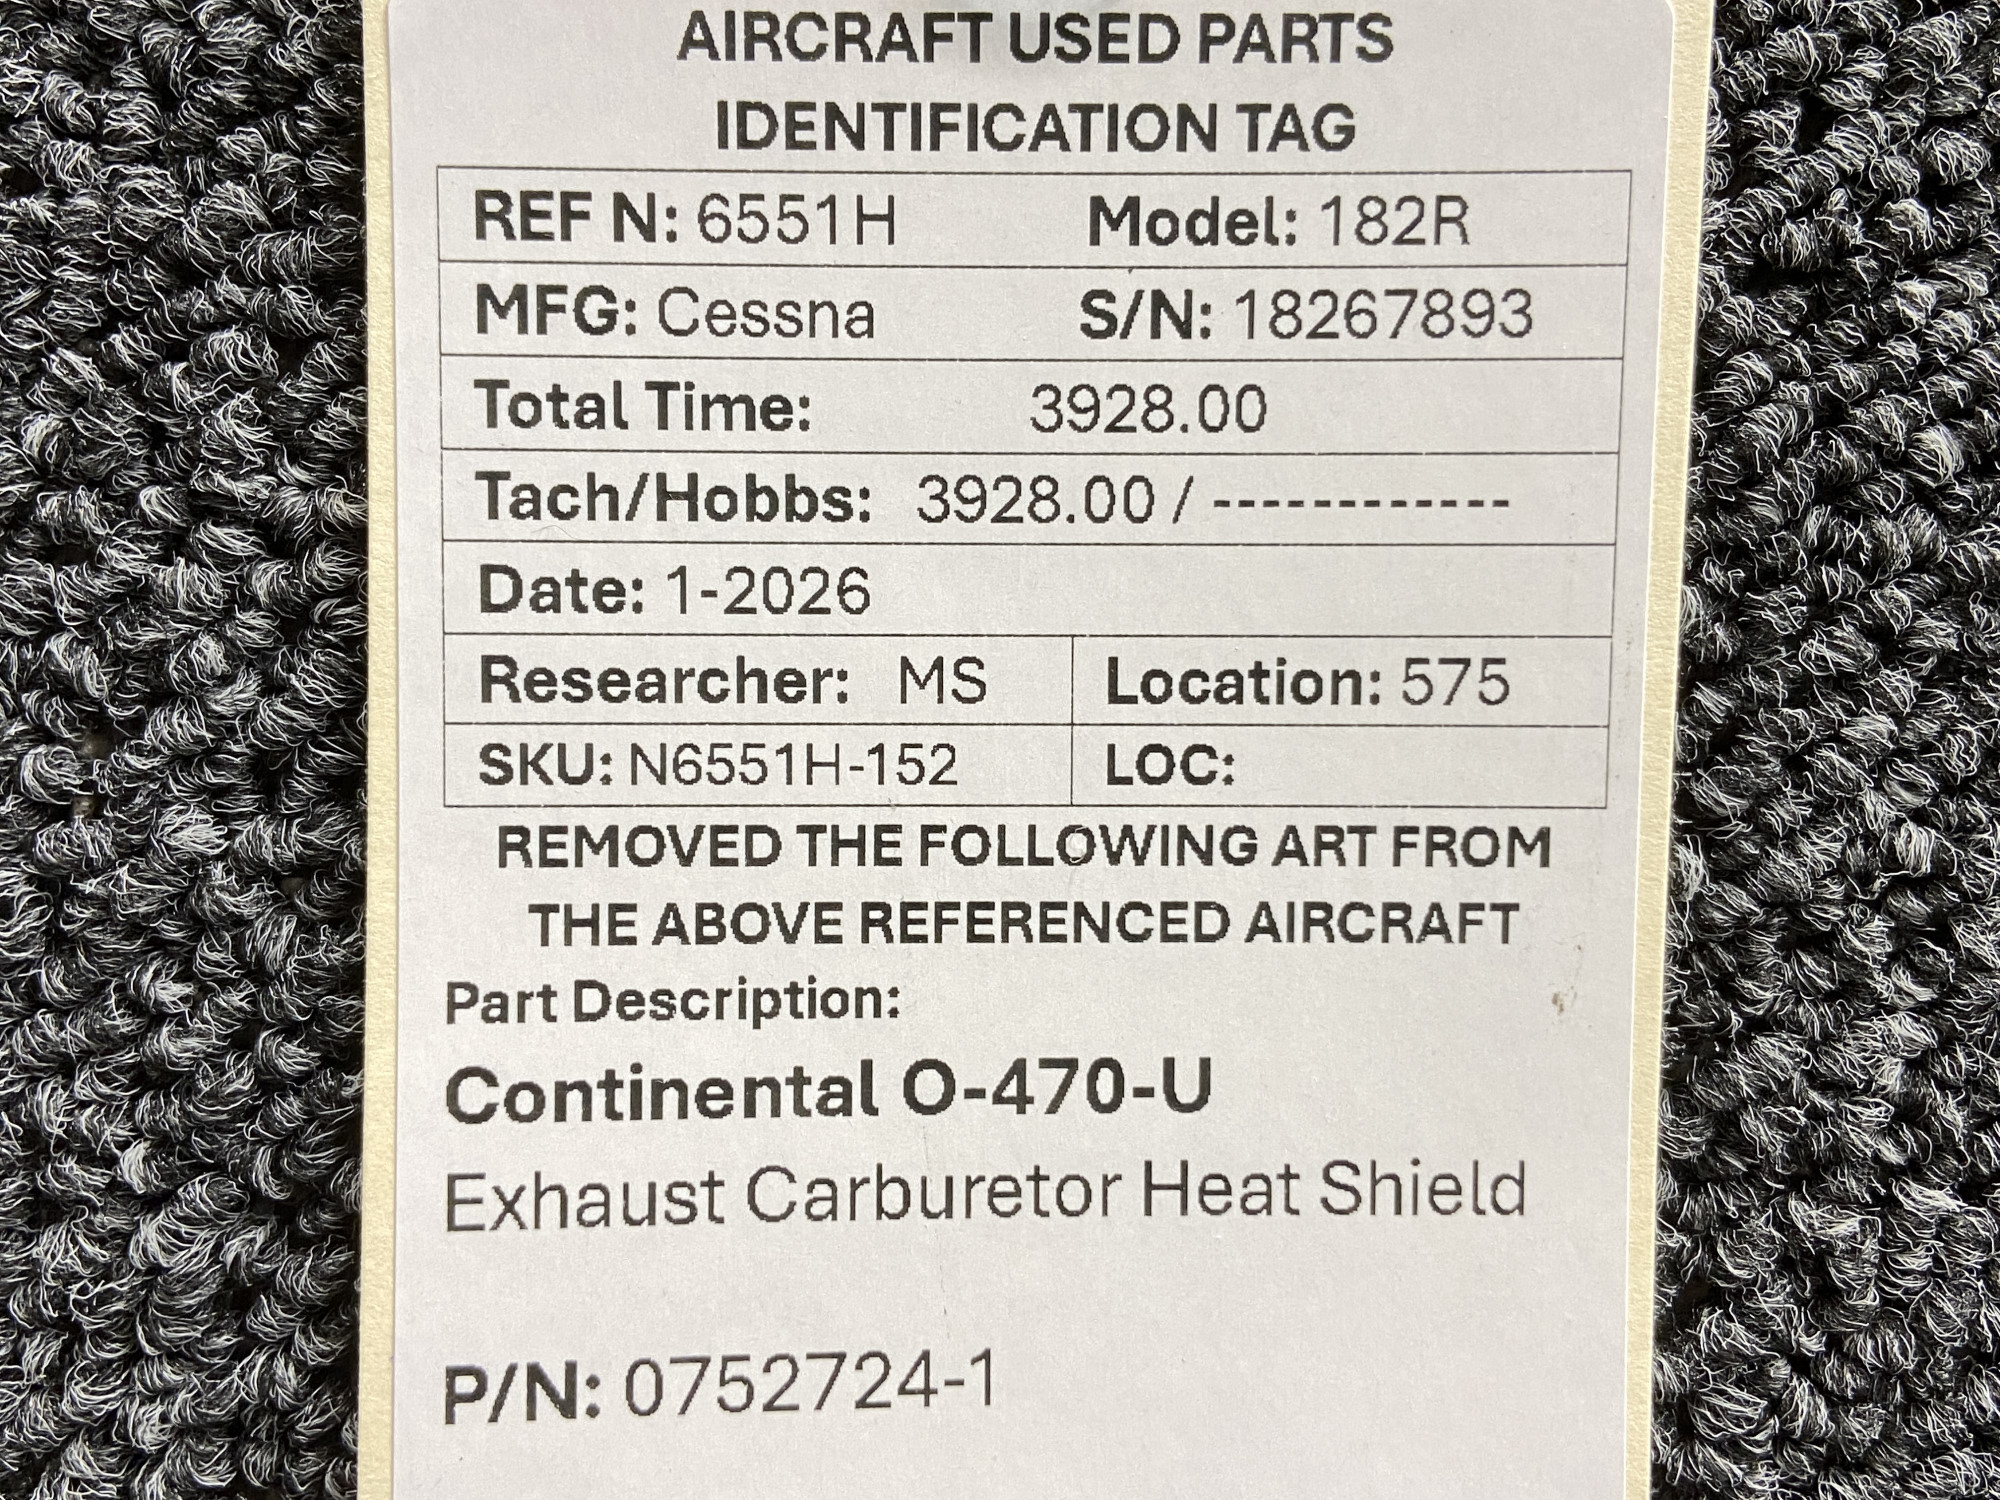 AIRCRAFT USED PARTS
IDENTIFICATION TAG
REF N: 6551H Model: 182R
MFG: Cessna S/N: 18267893
Total Time: 3928.00
Tach/Hobbs: 3928.00 / ------------
Date: 1-2026
Researcher: MS Location: 575
SKU: N6551H-152 LOC:
REMOVED THE FOLLOWING ART FROM
THE ABOVE REFERENCED AIRCRAFT
Part Description:
Continental O-470-U
Exhaust Carburetor Heat Shield
P/N: 0752724-1